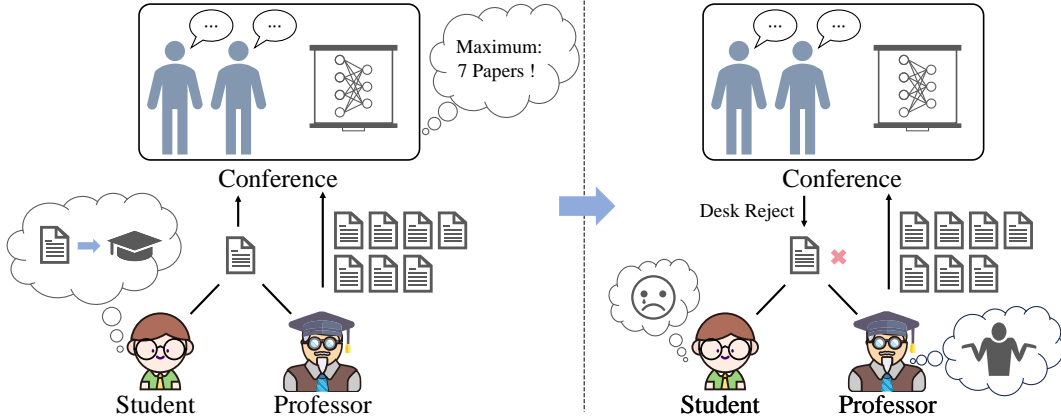 ...
...
Maximum:
7 Papers !
Conference
Student
Professor
...
...
Conference
Desk Reject
Student
Professor